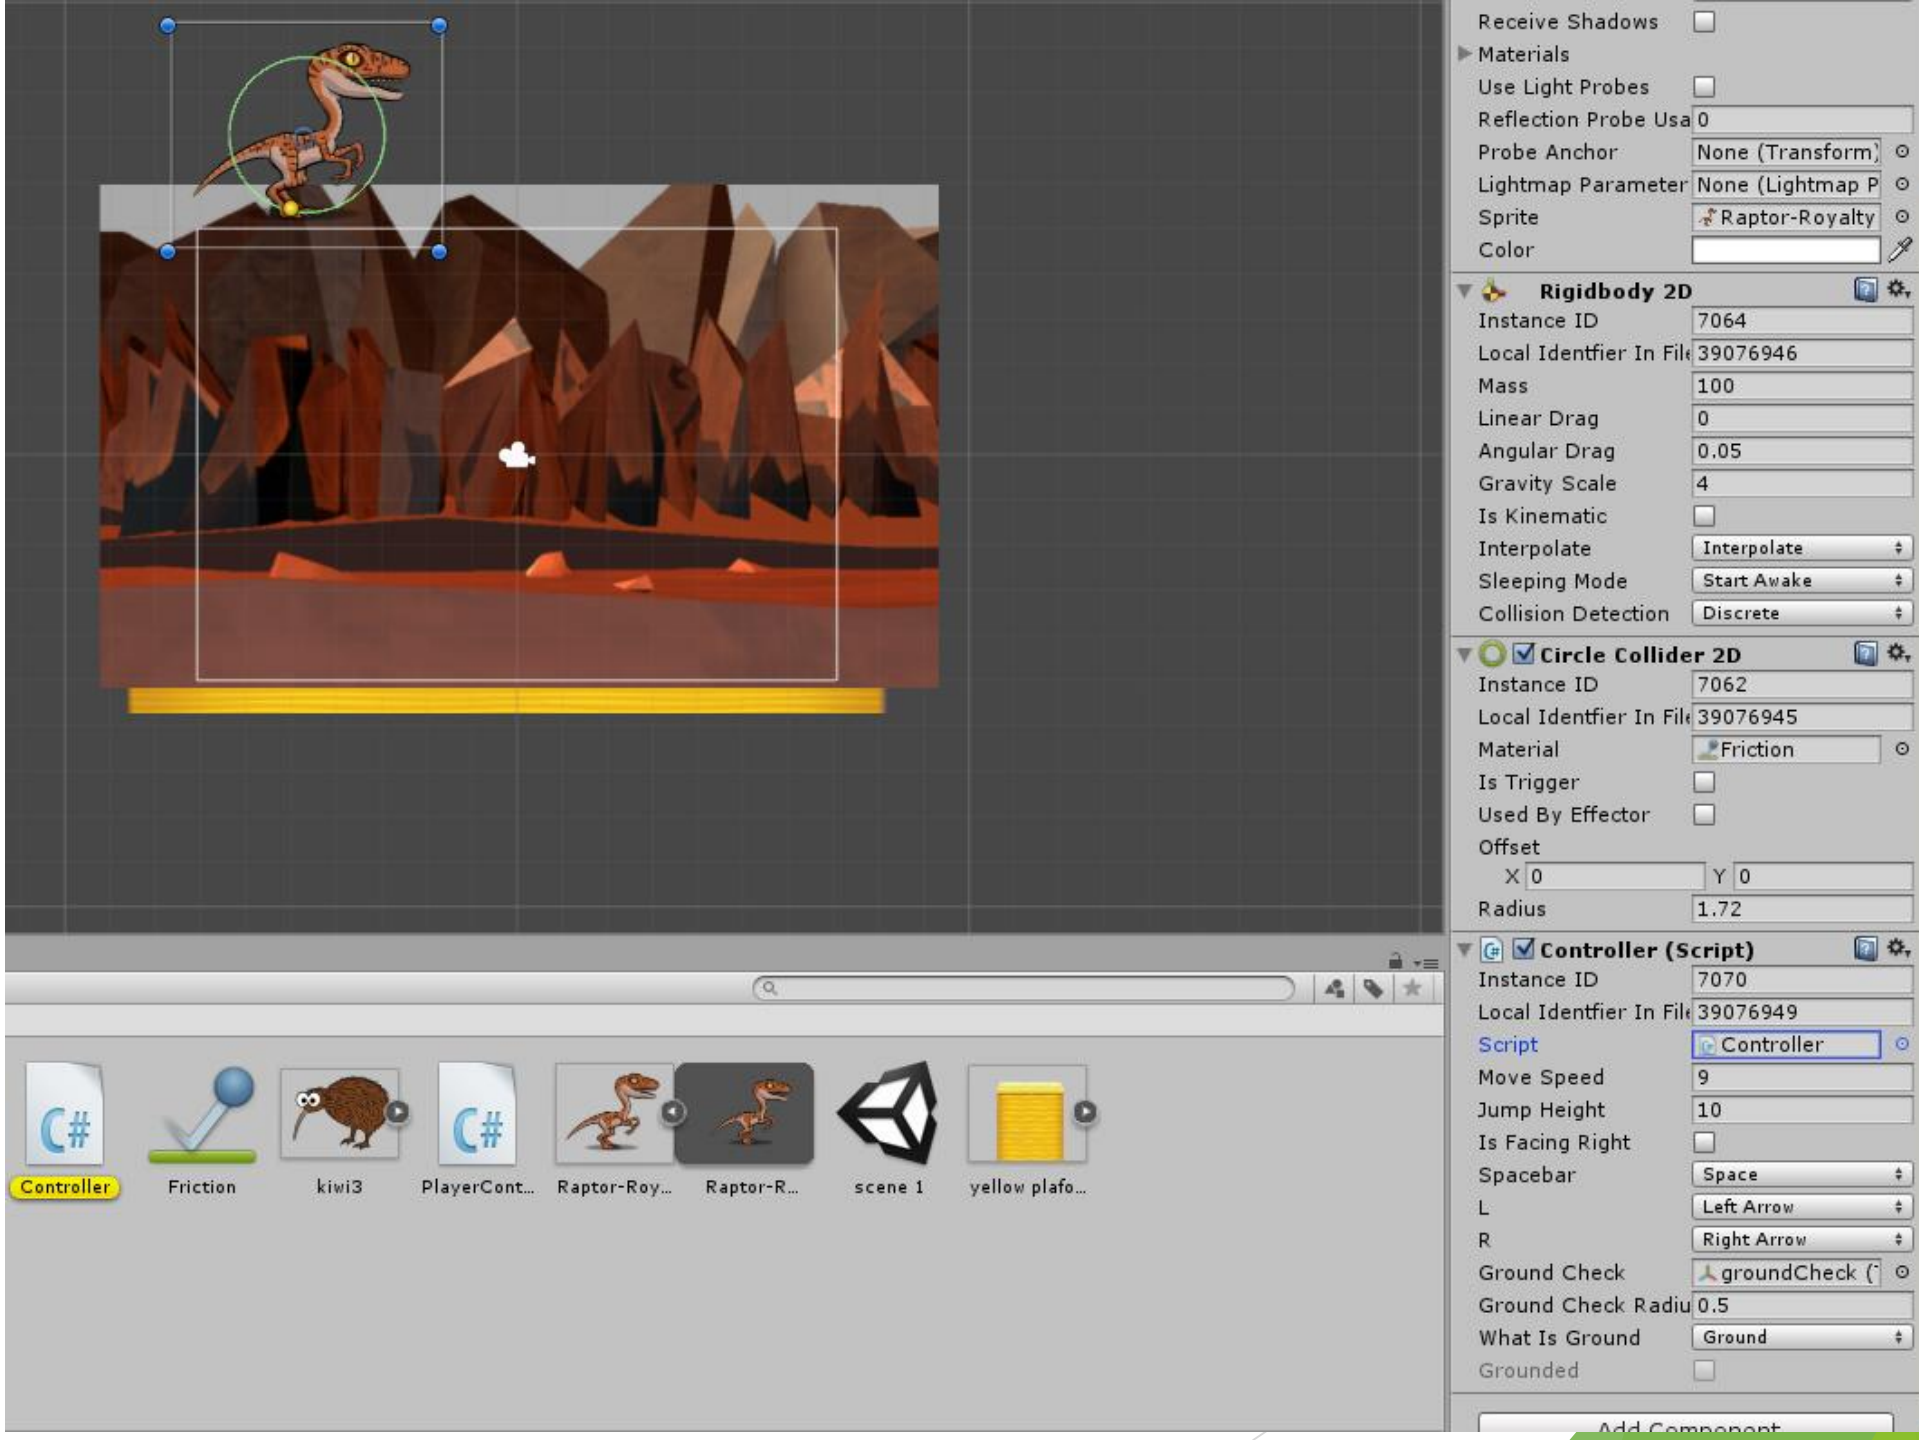 Receive Shadows
Materials
Use Light Probes
Reflection Probe Usa 0
Probe Anchor None (Transform)
Lightmap Parameter None (Lightmap P
Sprite Raptor-Royalty
Color
Rigidbody 2D
Instance ID 7064
Local Identfier In File 39076946
Mass 100
Linear Drag 0
Angular Drag 0.05
Gravity Scale 4
Is Kinematic
Interpolate Interpolate
Sleeping Mode Start Awake
Collision Detection Discrete
Circle Collider 2D
Instance ID 7062
Local Identfier In File 39076945
Material Friction
Is Trigger
Used By Effector
Offset
X 0 Y 0
Radius 1.72
Controller (Script)
Instance ID 7070
Local Identfier In File 39076949
Script Controller
Move Speed 9
Jump Height 10
Is Facing Right
Spacebar Space
L Left Arrow
R Right Arrow
Ground Check groundCheck (
Ground Check Radiu 0.5
What Is Ground Ground
Grounded
Add Component
C# C#
Controller Friction kiwi3 PlayerCont... Raptor-Roy... Raptor-R... scene 1 yellow plafo...